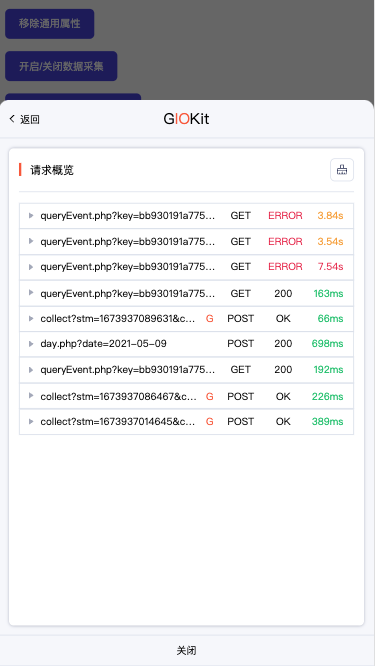 移除通用属性
开启/关闭数据采集
返回
GIOKit
请求概览
queryEvent.php?key=bb930191a775... GET ERROR 3.84s
queryEvent.php?key=bb930191a775... GET ERROR 3.54s
queryEvent.php?key=bb930191a775... GET ERROR 7.54s
queryEvent.php?key=bb930191a775... GET 200 163ms
collect?stm=1673937089631&c... G POST OK 66ms
day.php?date=2021-05-09 POST 200 698ms
queryEvent.php?key=bb930191a775... GET 200 192ms
collect?stm=1673937086467&c... G POST OK 226ms
collect?stm=1673937014645&c... G POST OK 389ms
关闭